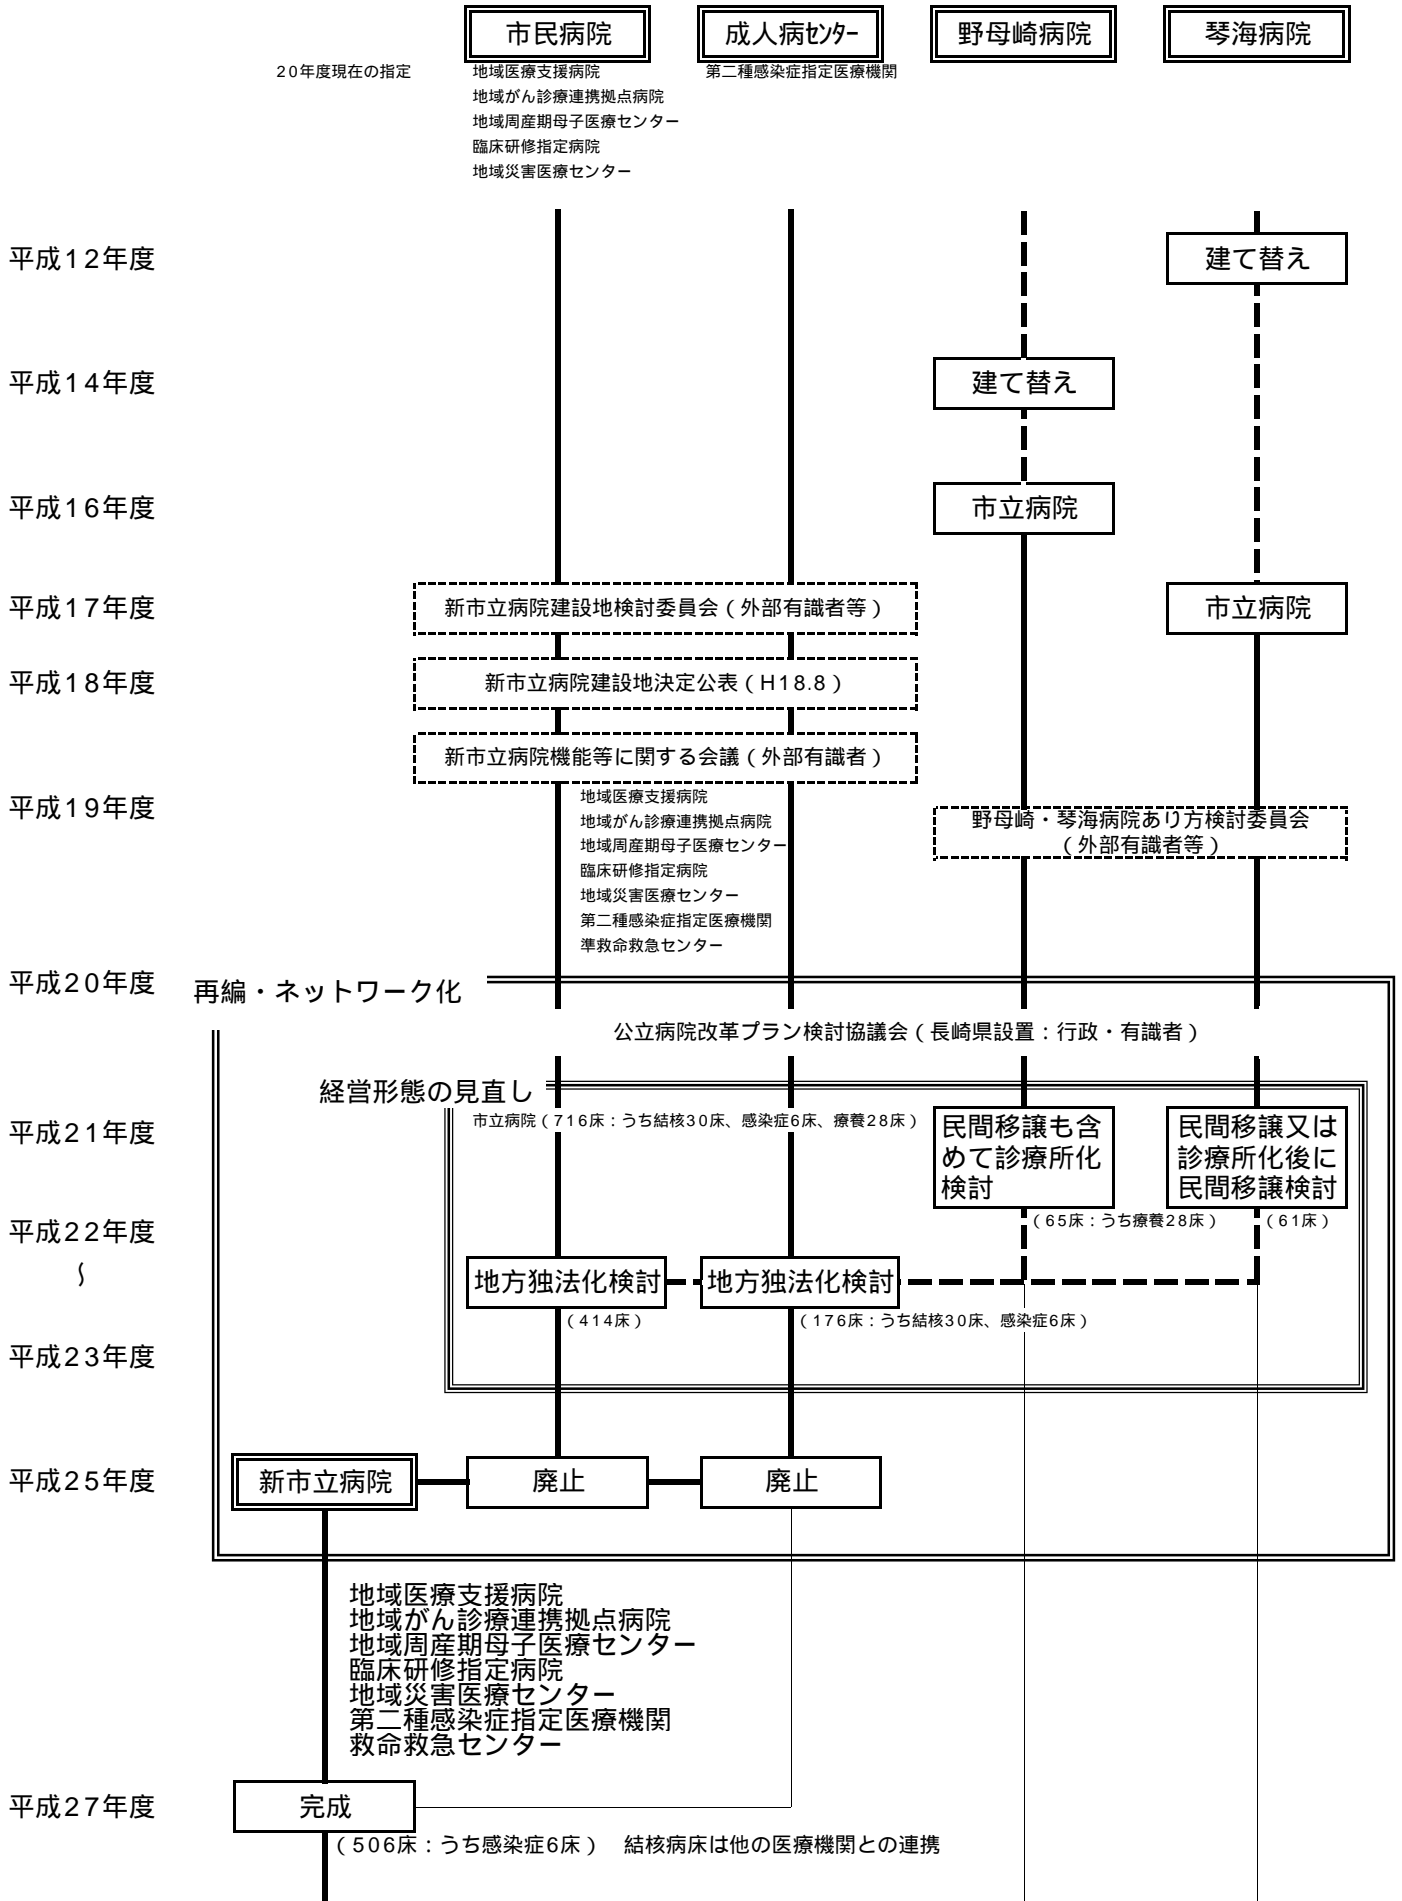 市民病院
成人病ｾﾝﾀｰ
野母崎病院
琴海病院
20年度現在の指定
地域医療支援病院
地域がん診療連携拠点病院
地域周産期母子医療センター
臨床研修指定病院
地域災害医療センター
第二種感染症指定医療機関
平成12年度
建て替え
平成14年度
建て替え
平成16年度
市立病院
平成17年度
新市立病院建設地検討委員会（外部有識者等）
市立病院
平成18年度
新市立病院建設地決定公表（H18.8）
新市立病院機能等に関する会議（外部有識者）
平成19年度
地域医療支援病院
地域がん診療連携拠点病院
地域周産期母子医療センター
臨床研修指定病院
地域災害医療センター
第二種感染症指定医療機関
準救命救急センター
野母崎・琴海病院あり方検討委員会
（外部有識者等）
平成20年度
再編・ネットワーク化
公立病院改革プラン検討協議会（長崎県設置：行政・有識者）
経営形態の見直し
平成21年度
市立病院（716床：うち結核30床、感染症6床、療養28床）
民間移譲も含
めて診療所化
検討
民間移譲又は
診療所化後に
民間移譲検討
（65床：うち療養28床）
（61床）
平成22年度
～
地方独法化検討
地方独法化検討
（414床）
（176床：うち結核30床、感染症6床）
平成23年度
平成25年度
新市立病院
廃止
廃止
地域医療支援病院
地域がん診療連携拠点病院
地域周産期母子医療センター
臨床研修指定病院
地域災害医療センター
第二種感染症指定医療機関
救命救急センター
平成27年度
完成
（506床：うち感染症6床）　結核病床は他の医療機関との連携